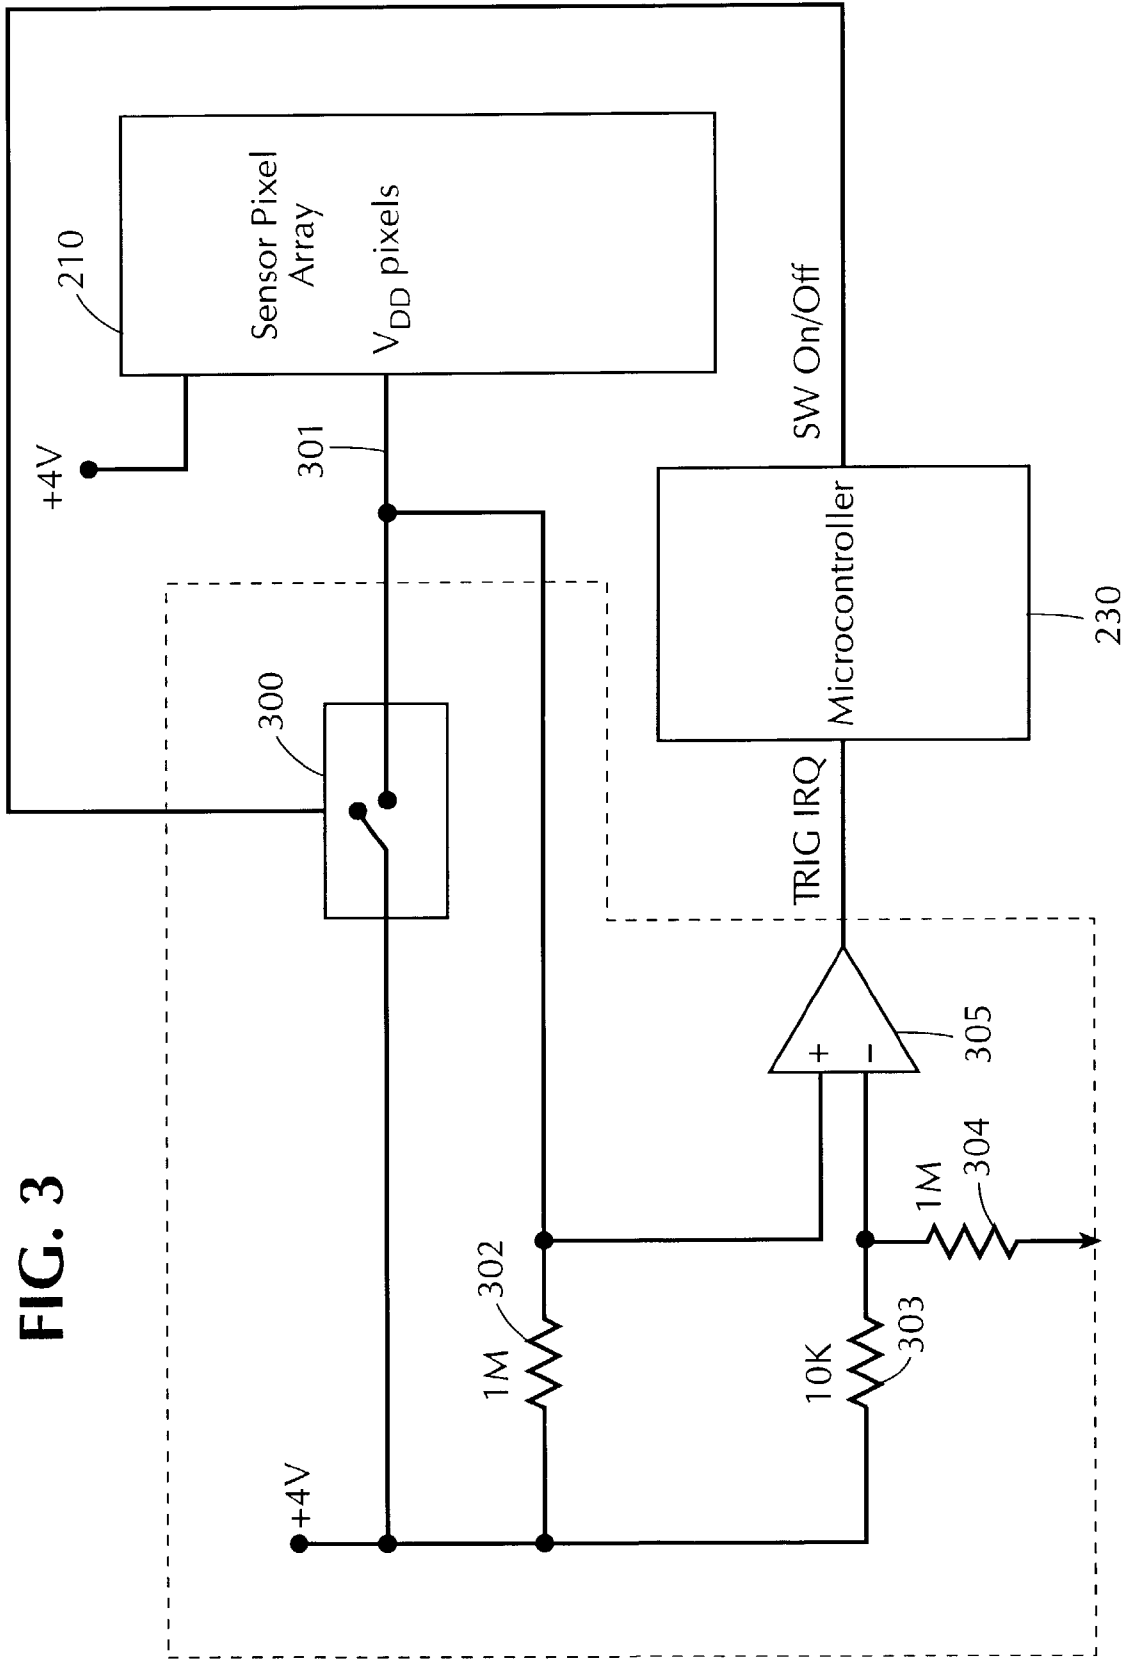 FIG. 3
+4V
300
301
+4V
210
Sensor Pixel
Array
V_DD pixels
1M
302
10K
303
1M
304
+
−
305
TRIG IRQ
Microcontroller
230
SW On/Off